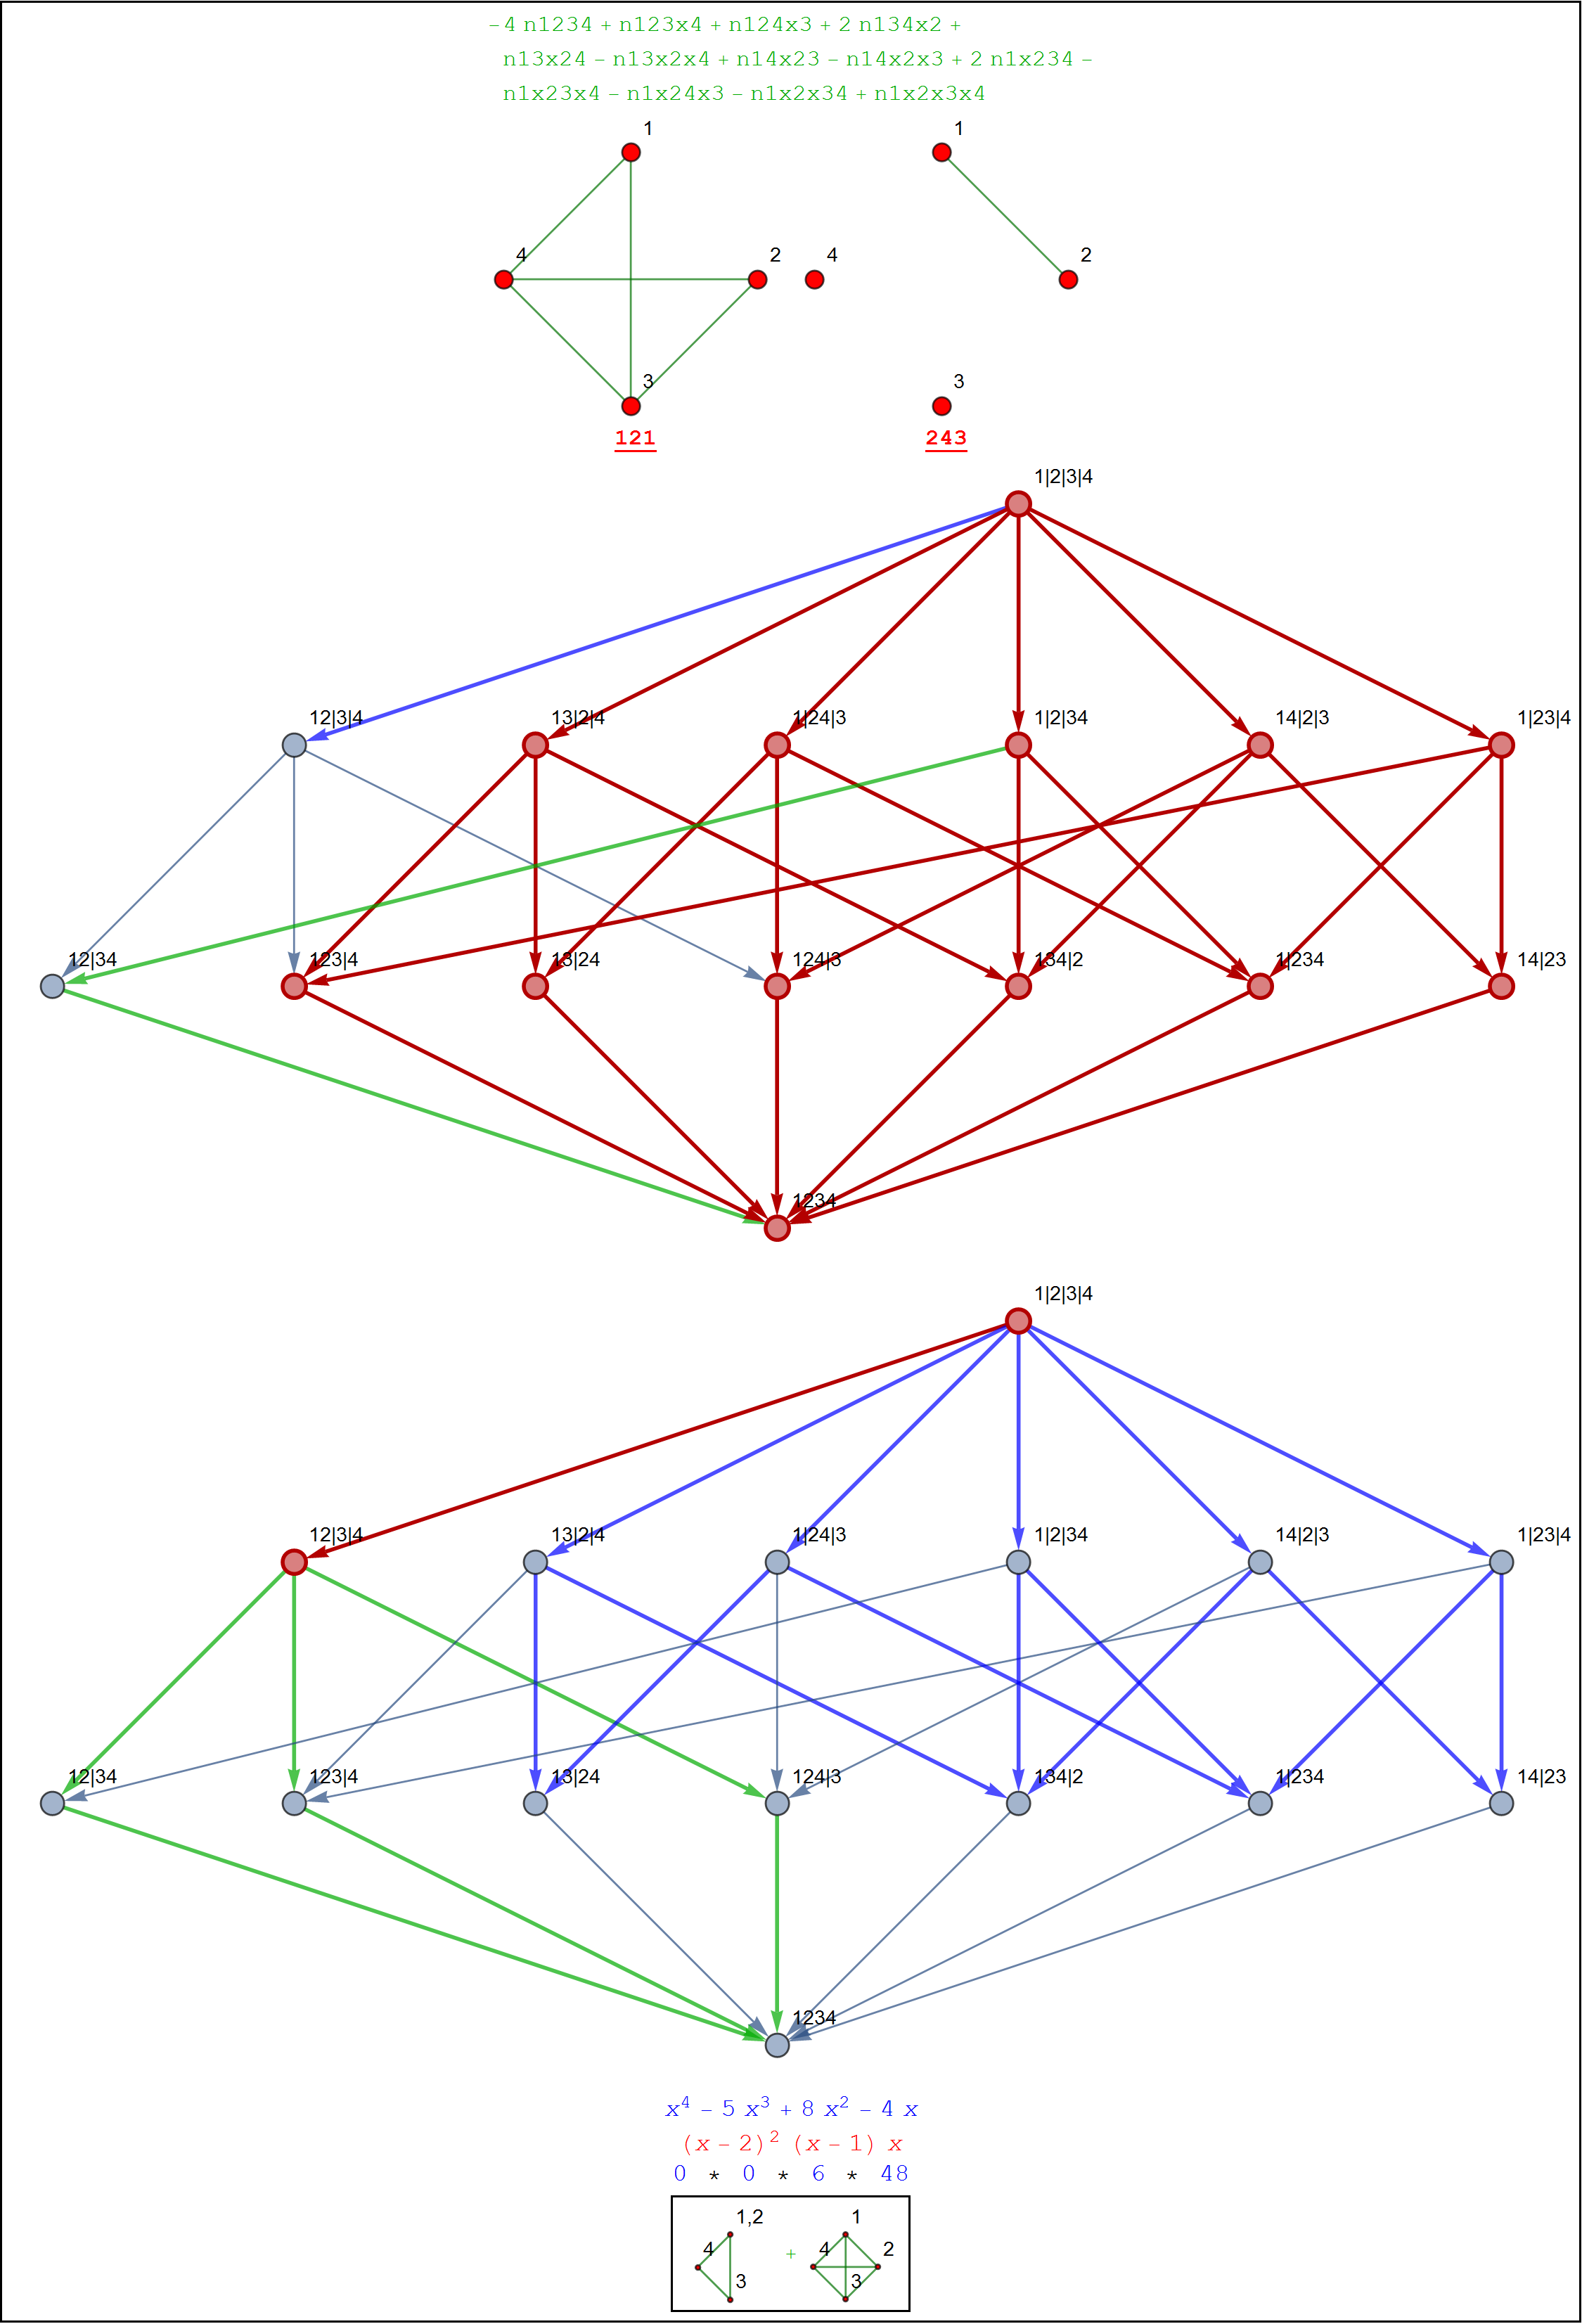 -4 n1234 + n123x4 + n124x3 + 2 n134x2 +
n13x24 - n13x2x4 + n14x23 - n14x2x3 + 2 n1x234 -
n1x23x4 - n1x24x3 - n1x2x34 + n1x2x3x4
1 1
4 2 4 2
3 3
121 243
1|2|3|4
12|3|4 13|2|4 1|24|3 1|2|34 14|2|3 1|23|4
12|34 123|4 13|24 124|3 134|2 1|234 14|23
1234
1|2|3|4
12|3|4 13|2|4 1|24|3 1|2|34 14|2|3 1|23|4
12|34 123|4 13|24 124|3 134|2 1|234 14|23
1234
x⁴ - 5 x³ + 8 x² - 4 x
(x - 2)² (x - 1) x
0 * 0 * 6 * 48
1,2 1
4 + 4 2
3 3